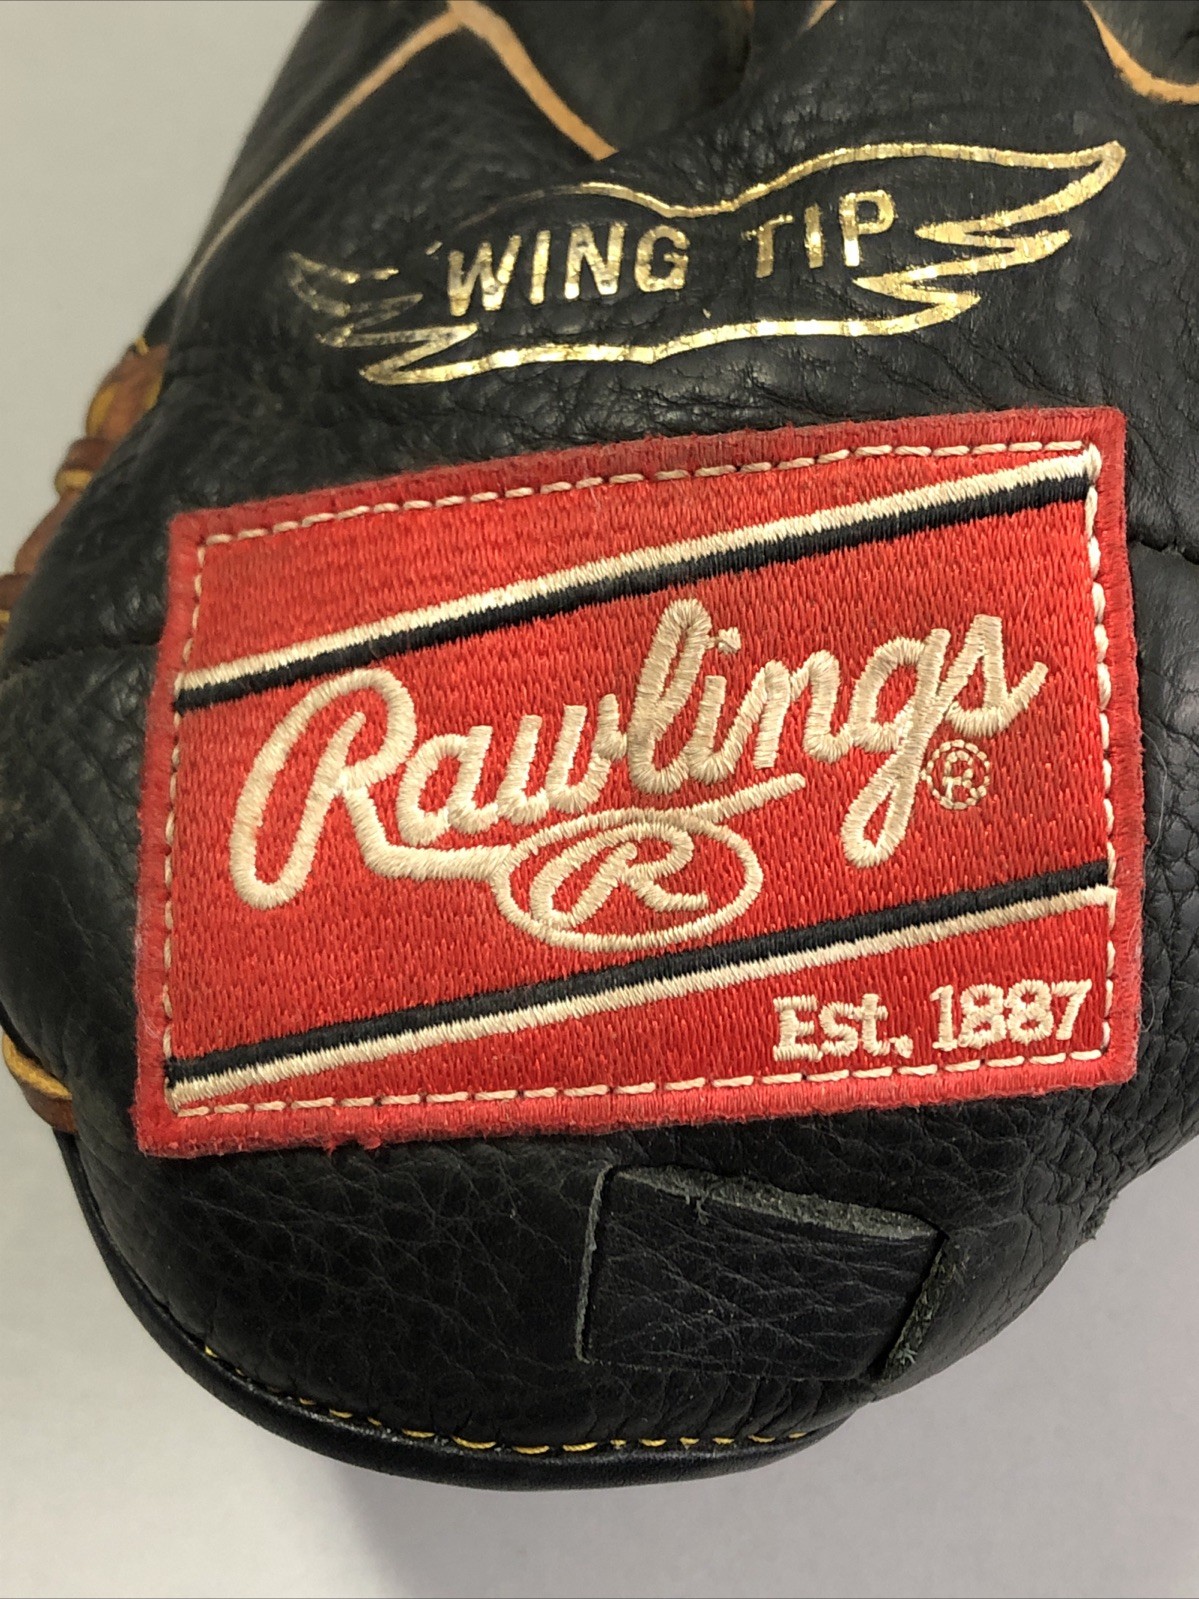 WING TIP
Rawlings ®
R
Est. 1887